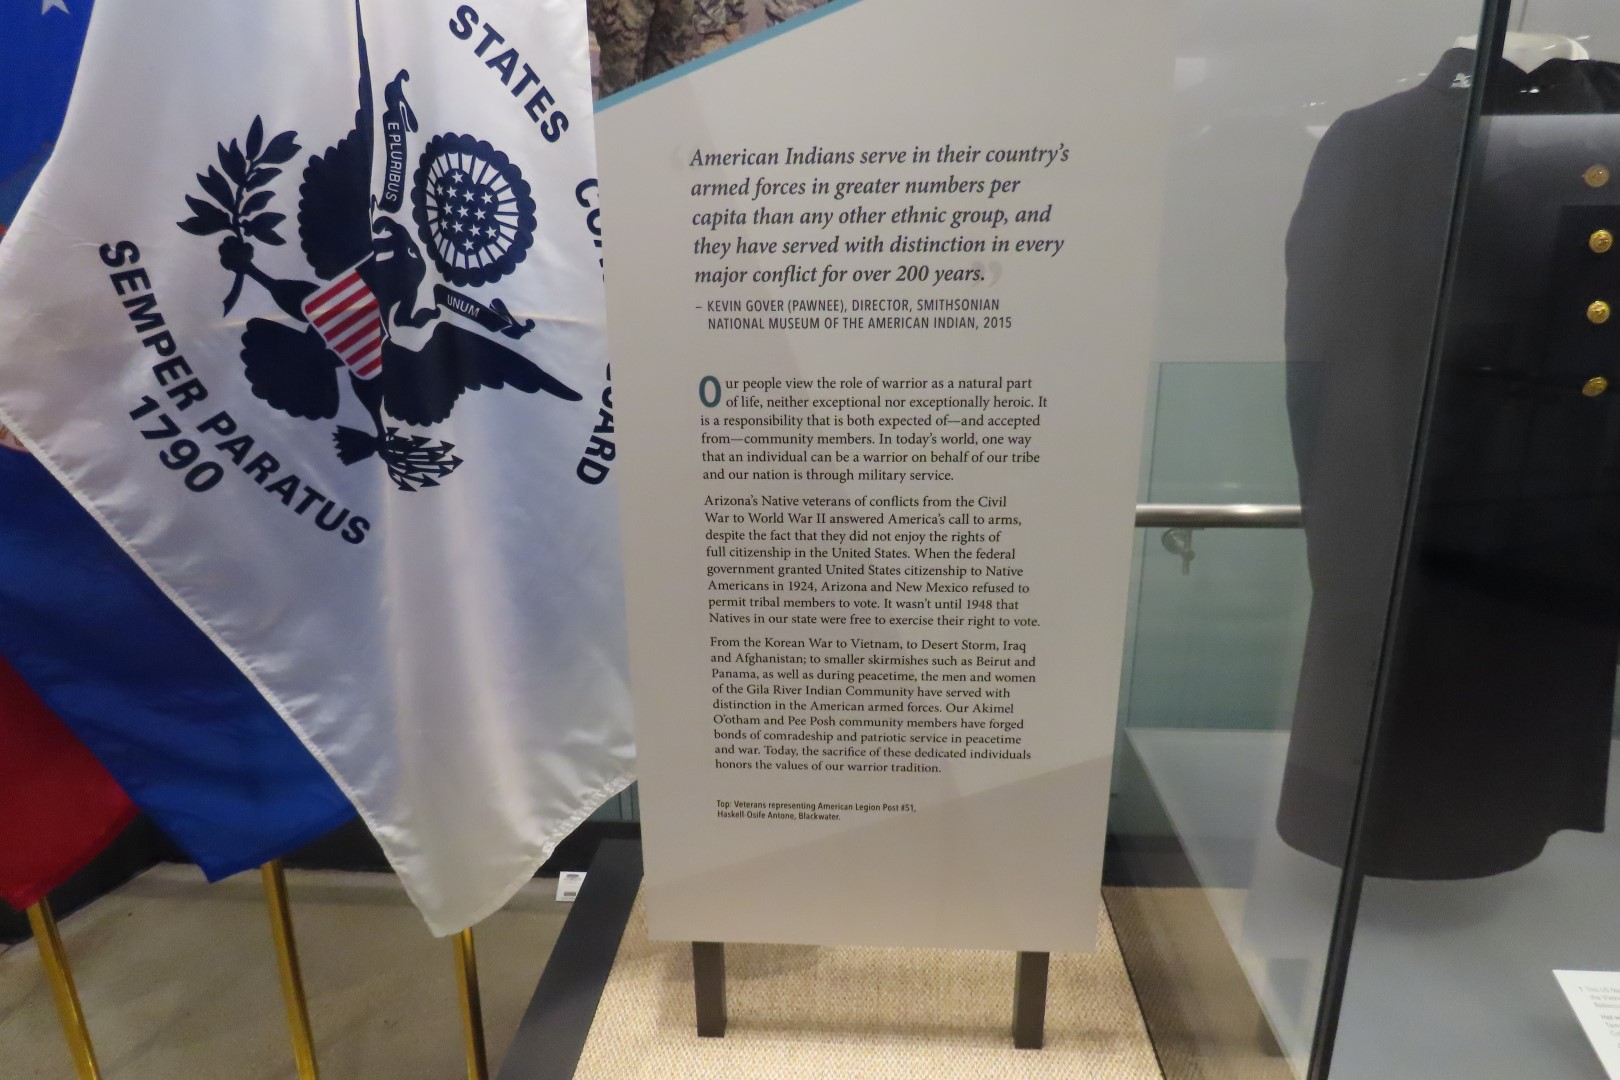 STATES
E PLURIBUS
UNUM
SEMPER PARATUS
1790
American Indians serve in their country's
armed forces in greater numbers per
capita than any other ethnic group, and
they have served with distinction in every
major conflict for over 200 years.”
– KEVIN GOVER (PAWNEE), DIRECTOR, SMITHSONIAN
NATIONAL MUSEUM OF THE AMERICAN INDIAN, 2015
Our people view the role of warrior as a natural part
of life, neither exceptional nor exceptionally heroic. It
is a responsibility that is both expected of—and accepted
from—community members. In today's world, one way
that an individual can be a warrior on behalf of our tribe
and our nation is through military service.
Arizona's Native veterans of conflicts from the Civil
War to World War II answered America's call to arms,
despite the fact that they did not enjoy the rights of
full citizenship in the United States. When the federal
government granted United States citizenship to Native
Americans in 1924, Arizona and New Mexico refused to
permit tribal members to vote. It wasn't until 1948 that
Natives in our state were free to exercise their right to vote.
From the Korean War to Vietnam, to Desert Storm, Iraq
and Afghanistan; to smaller skirmishes such as Beirut and
Panama, as well as during peacetime, the men and women
of the Gila River Indian Community have served with
distinction in the American armed forces. Our Akimel
O'otham and Pee Posh community members have forged
bonds of comradeship and patriotic service in peacetime
and war. Today, the sacrifice of these dedicated individuals
honors the values of our warrior tradition.
Top: Veterans representing American Legion Post #51,
Haskell Osife Antone, Blackwater.